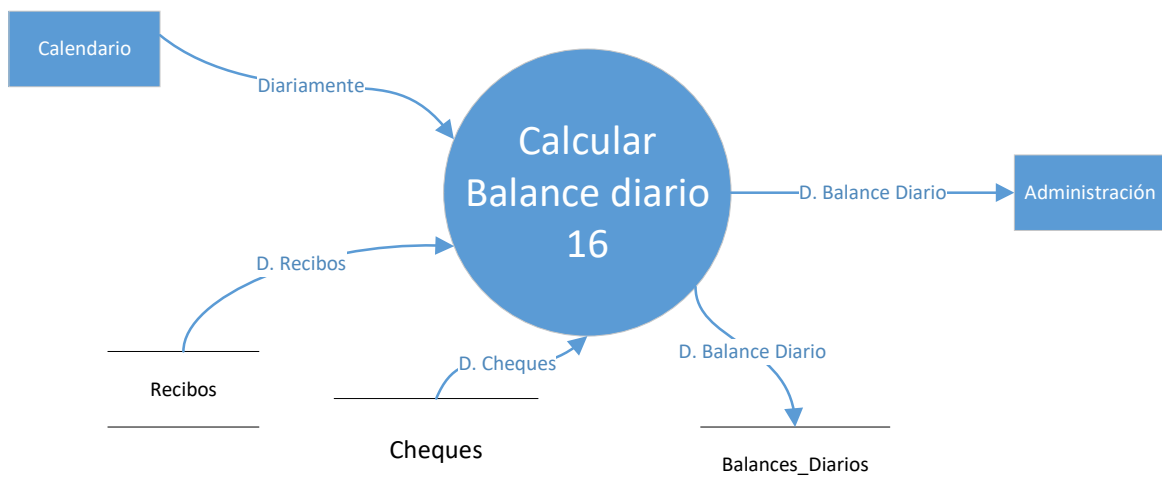 Calendario
Diariamente
Calcular
Balance diario
16
D. Balance Diario
Administración
D. Recibos
D. Balance Diario
D. Cheques
Recibos
Cheques
Balances_Diarios